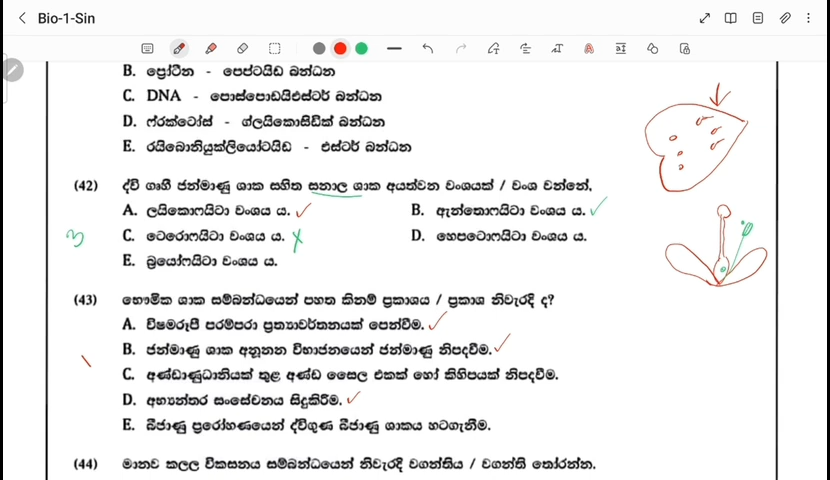 Bio-1-Sin
B. ප්‍රෝටීන - පෙප්ටයිඩ බන්ධන
C. DNA - පොස්පොඩයිඑස්ටර් බන්ධන
D. ෆ්රක්ටෝස් - ග්ලයිකොසිඩික් බන්ධන
E. රයිබොනියුක්ලියෝටයිඩ - එස්ටර් බන්ධන
(42) ද්වි ගෘහී ජන්මාණු ශාක සහිත සනාල ශාක අයත්වන වංශයක් / වංශ වන්නේ,
A. ලයිකොෆයිටා වංශය ය. B. ඇන්තොෆයිටා වංශය ය.
3 C. ටෙරොෆයිටා වංශය ය. D. හෙපටොෆයිටා වංශය ය.
E. බ්‍රයෝෆයිටා වංශය ය.
(43) භෞමික ශාක සම්බන්ධයෙන් පහත කිනම් ප්‍රකාශය / ප්‍රකාශ නිවැරදි ද?
A. විෂමරූපී පරම්පරා ප්‍රත්‍යාවර්තනයක් පෙන්වීම.
B. ජන්මාණු ශාක අනූනන විභාජනයෙන් ජන්මාණු නිපදවීම.
1 C. අණ්ඩාණුධානියක් තුළ අණ්ඩ සෛල එකක් හෝ කිහිපයක් නිපදවීම.
D. අභ්‍යන්තර සංසේචනය සිදුකිරීම.
E. බීජාණු ප්‍රරෝහණයෙන් ද්විගුණ බීජාණු ශාකය හටගැනීම.
(44) මානව කලල විකසනය සම්බන්ධයෙන් නිවැරදි වගන්තිය / වගන්ති තෝරන්න.